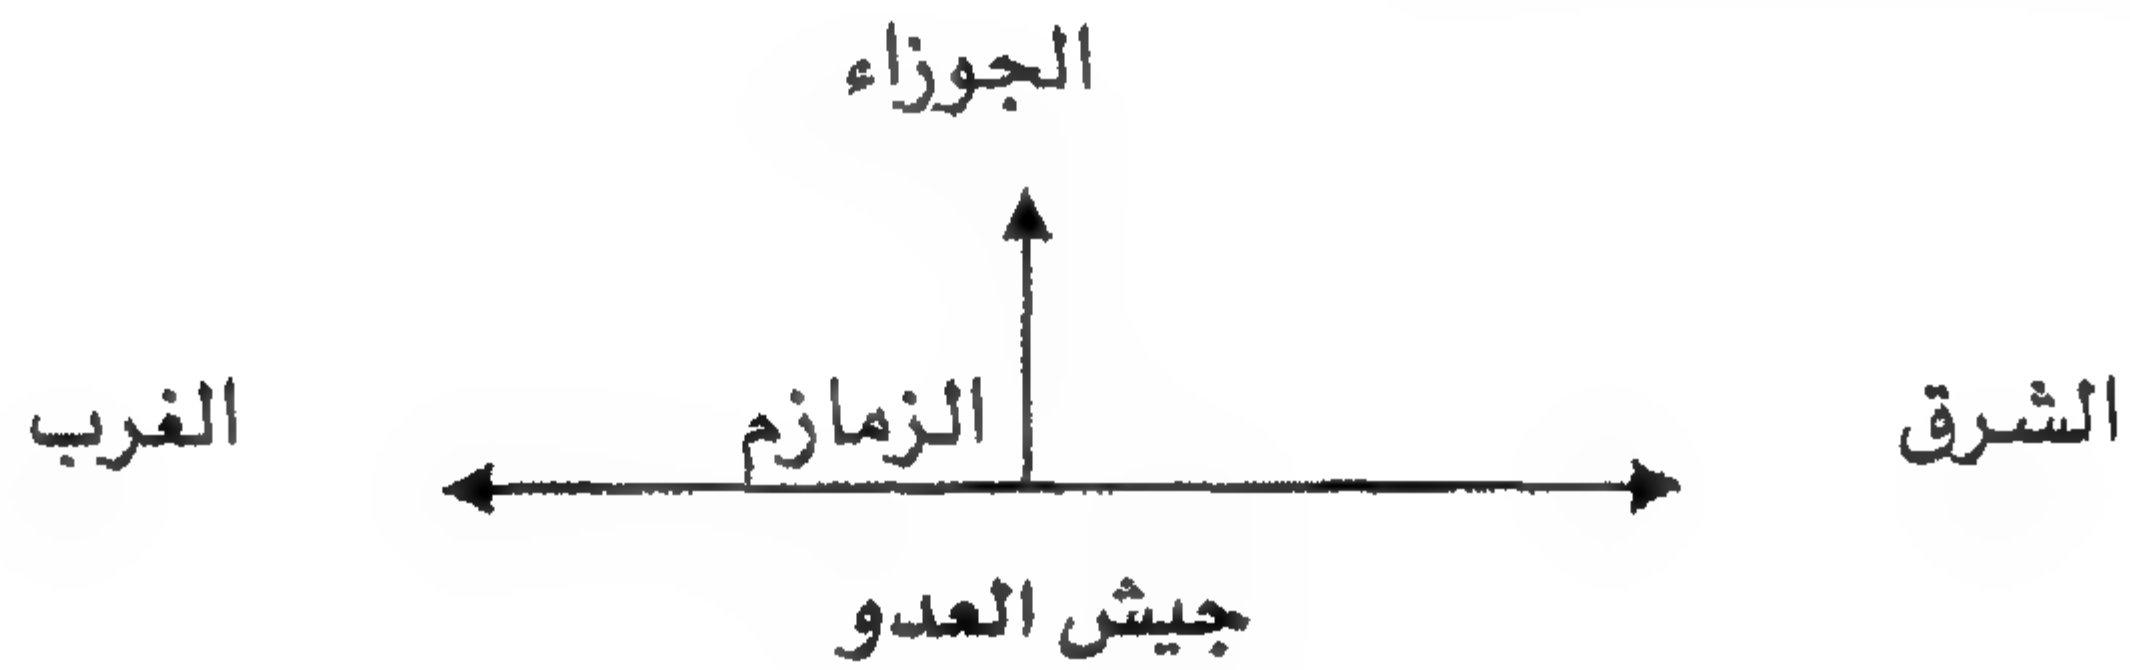 الجوزاء
الشرق
الزمازم
الغرب
جيش العدو